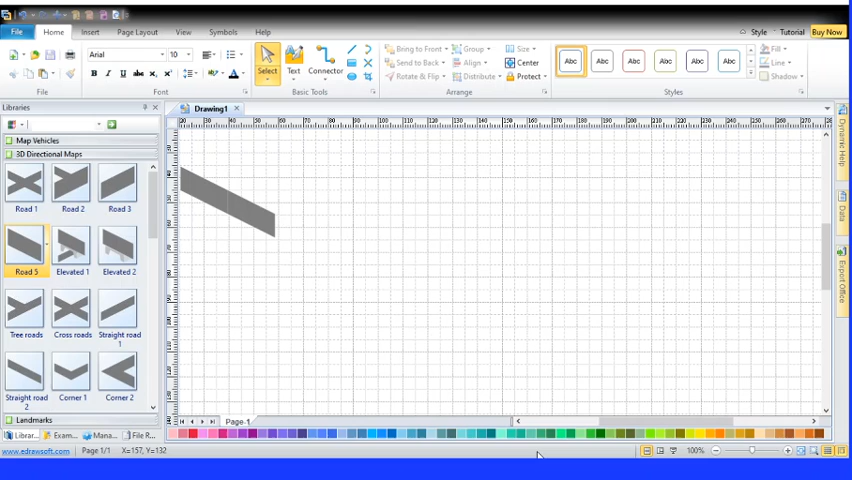 Style Tutorial Buy Now
File Home Insert Page Layout View Symbols Help
Arial 10
Select Text Connector
Bring to Front Group Size
Send to Back Align Center
Rotate & Flip Distribute Protect
Abc Abc Abc Abc Abc Abc
Fill
Line
Shadow
File Font Basic Tools Arrange Styles
Libraries
Drawing1
Map Vehicles
3D Directional Maps
Road 1 Road 2 Road 3
Road 5 Elevated 1 Elevated 2
Tree roads Cross roads Straight road 1
Straight road 2 Corner 1 Corner 2
Landmarks
Librar... Exam... Mana... File R...
Page-1
Dynamic Help
Data
Export Office
www.edrawsoft.com Page 1/1 X=157, Y=132 100%